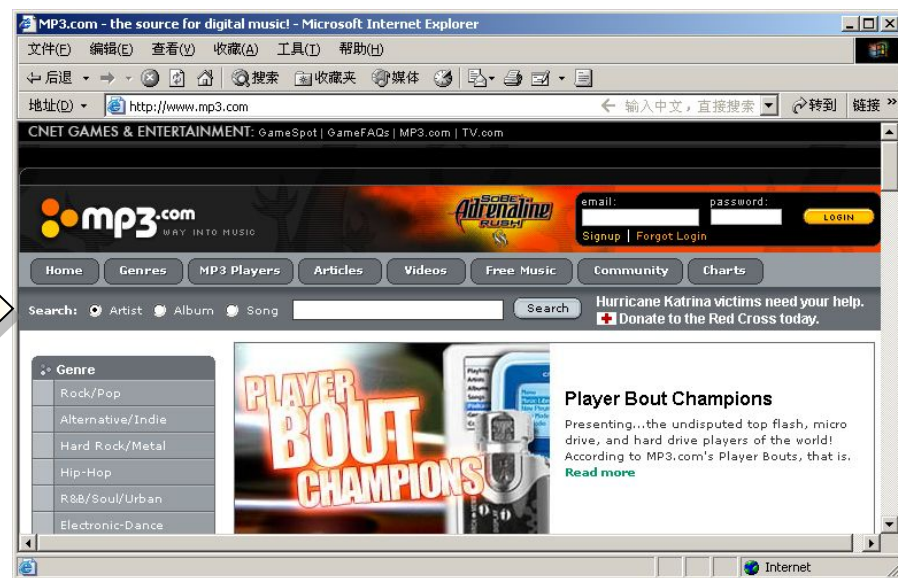 MP3.com - the source for digital music! - Microsoft Internet Explorer
文件(F) 编辑(E) 查看(V) 收藏(A) 工具(T) 帮助(H)
后退 搜索 收藏夹 媒体
地址(D) http://www.mp3.com 输入中文，直接搜索 转到 链接 »
CNET GAMES & ENTERTAINMENT: GameSpot | GameFAQs | MP3.com | TV.com
mp3.com
WAY INTO MUSIC
SOBE
Adrenaline
RUSH
email: password:
LOGIN
Signup | Forgot Login
Home Genres MP3 Players Articles Videos Free Music Community Charts
Search: Artist Album Song Search
Hurricane Katrina victims need your help.
Donate to the Red Cross today.
Genre
Rock/Pop
Alternative/Indie
Hard Rock/Metal
Hip-Hop
R&B/Soul/Urban
Electronic-Dance
PLAYER
BOUT
CHAMPIONS
Player Bout Champions
Presenting...the undisputed top flash, micro
drive, and hard drive players of the world!
According to MP3.com's Player Bouts, that is.
Read more
Internet